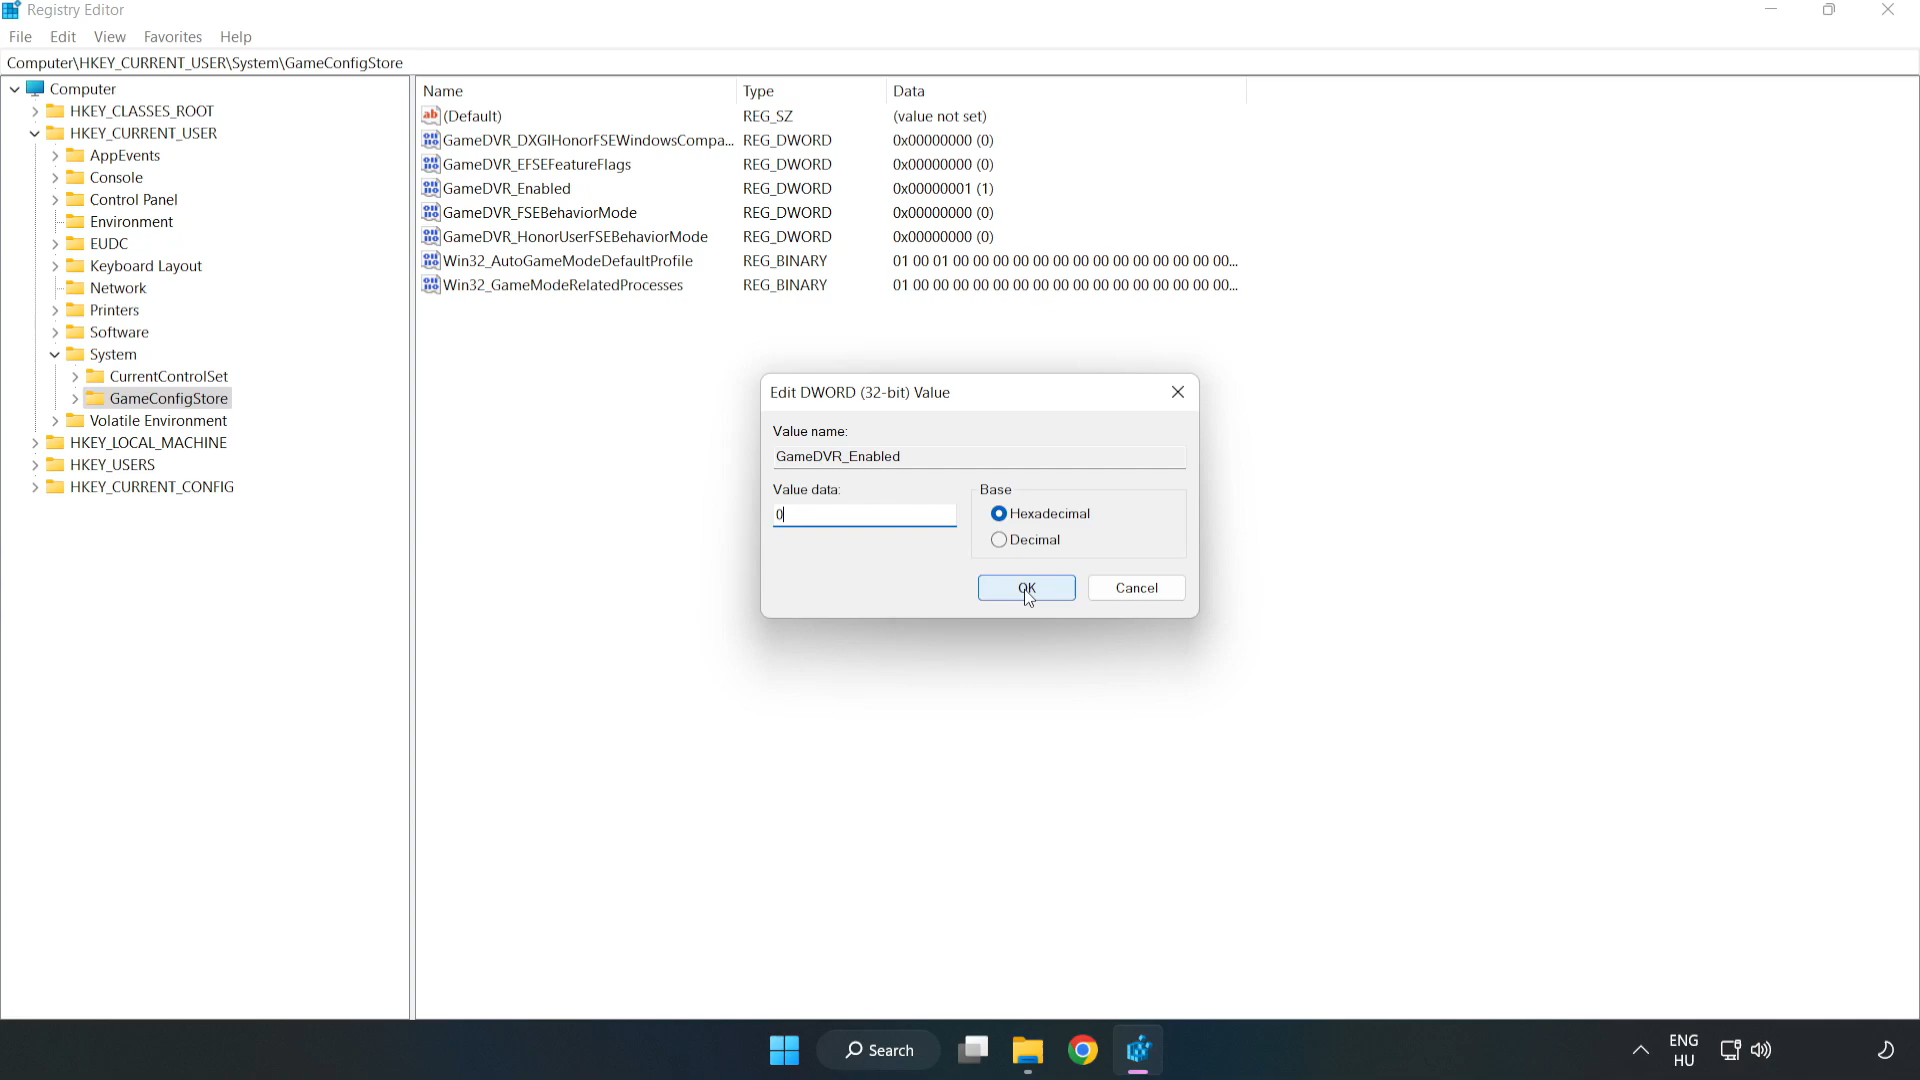 Registry Editor
File Edit View Favorites Help
Computer\HKEY_CURRENT_USER\System\GameConfigStore
Computer
HKEY_CLASSES_ROOT
HKEY_CURRENT_USER
AppEvents
Console
Control Panel
Environment
EUDC
Keyboard Layout
Network
Printers
Software
System
CurrentControlSet
GameConfigStore
Volatile Environment
HKEY_LOCAL_MACHINE
HKEY_USERS
HKEY_CURRENT_CONFIG
Name Type Data
(Default) REG_SZ (value not set)
GameDVR_DXGIHonorFSEWindowsCompa... REG_DWORD 0x00000000 (0)
GameDVR_EFSEFeatureFlags REG_DWORD 0x00000000 (0)
GameDVR_Enabled REG_DWORD 0x00000001 (1)
GameDVR_FSEBehaviorMode REG_DWORD 0x00000000 (0)
GameDVR_HonorUserFSEBehaviorMode REG_DWORD 0x00000000 (0)
Win32_AutoGameModeDefaultProfile REG_BINARY 01 00 01 00 00 00 00 00 00 00 00 00 00 00 00 00 00...
Win32_GameModeRelatedProcesses REG_BINARY 01 00 00 00 00 00 00 00 00 00 00 00 00 00 00 00 00...
Edit DWORD (32-bit) Value
Value name:
GameDVR_Enabled
Value data: Base
0 Hexadecimal
Decimal
OK Cancel
Search
ENG
HU